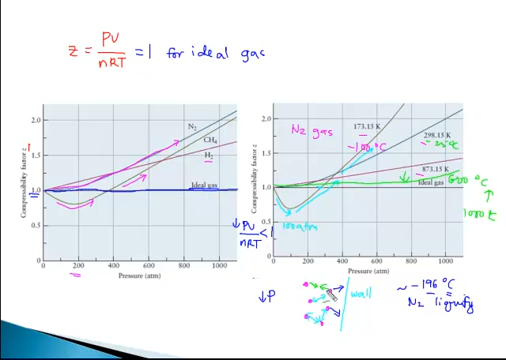 z = PV/nRT = 1 for ideal gas
2.0
1.5
1.0
0.5
0
200
400
600
800
1000
Compressibility factor z
Pressure (atm)
N2
CH4
H2
Ideal gas
↓ PV/nRT < 1
2.0
1.5
1.0
0.5
0
200
400
600
800
1000
Compressibility factor z
Pressure (atm)
N2 gas
173.15 K
~ -100 °C
298.15 K
~ 25 °C
873.15 K
Ideal gas
600 °C
1000 K
100 atm
↓ P
wall
~ -196 °C
N2 liquify